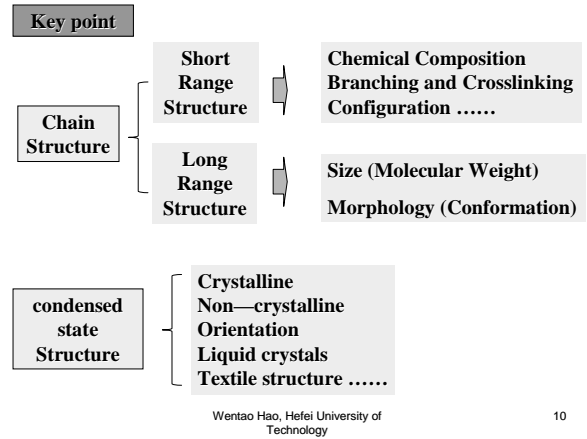 Key point
Short
Range
Structure
Chemical Composition
Branching and Crosslinking
Configuration ……
Chain
Structure
Long
Range
Structure
Size (Molecular Weight)
Morphology (Conformation)
condensed
state
Structure
Crystalline
Non—crystalline
Orientation
Liquid crystals
Textile structure ……
Wentao Hao, Hefei University of
Technology
10